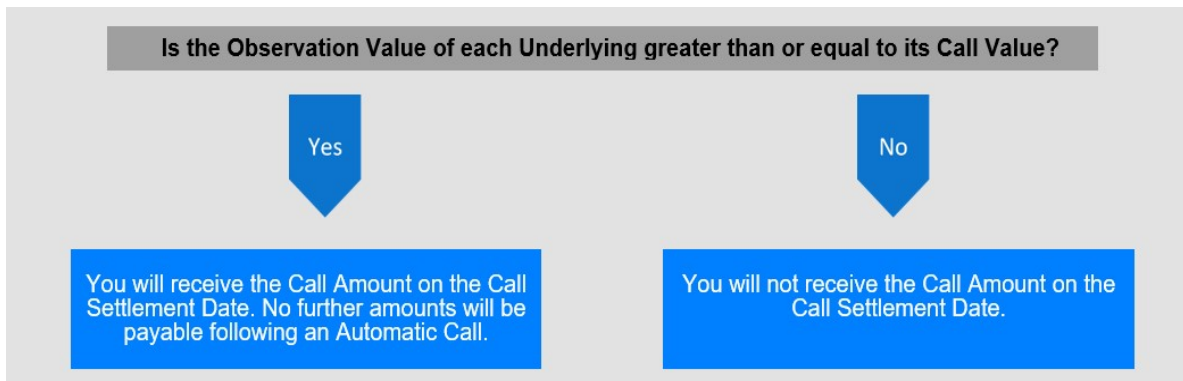 Is the Observation Value of each Underlying greater than or equal to its Call Value?
Yes
No
You will receive the Call Amount on the Call
Settlement Date. No further amounts will be
payable following an Automatic Call.
You will not receive the Call Amount on the
Call Settlement Date.